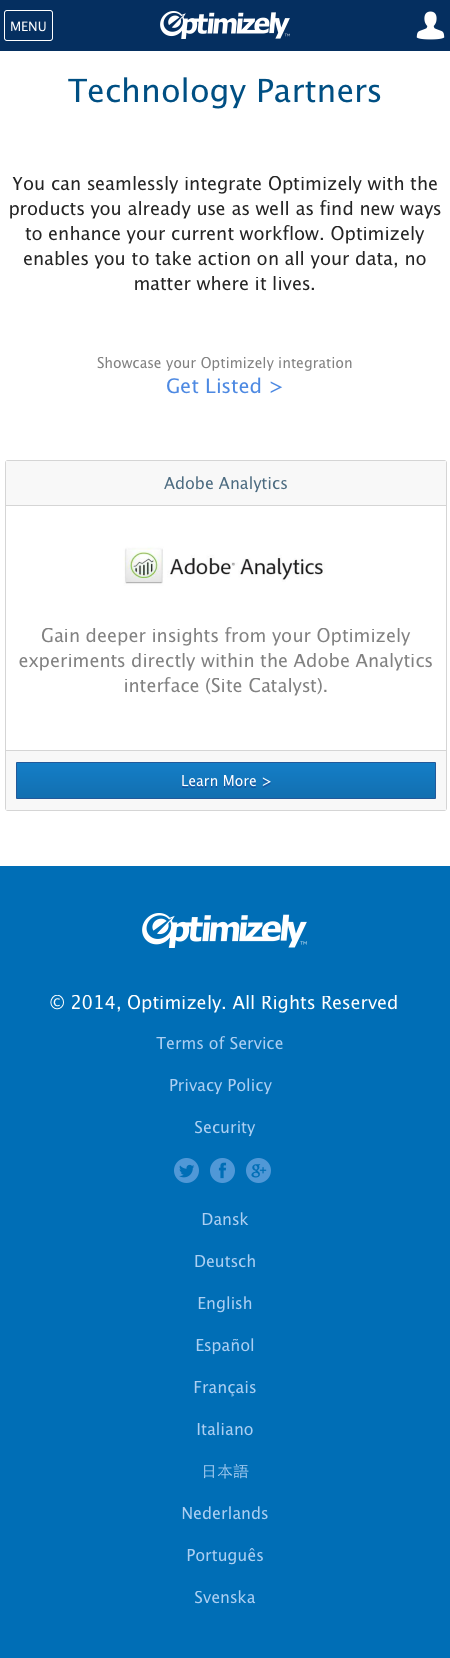 MENU
Optimizely™
Technology Partners
You can seamlessly integrate Optimizely with the
products you already use as well as find new ways
to enhance your current workflow. Optimizely
enables you to take action on all your data, no
matter where it lives.
Showcase your Optimizely integration
Get Listed >
Adobe Analytics
Adobe® Analytics
Gain deeper insights from your Optimizely
experiments directly within the Adobe Analytics
interface (Site Catalyst).
Learn More >
Optimizely™
© 2014, Optimizely. All Rights Reserved
Terms of Service
Privacy Policy
Security
Dansk
Deutsch
English
Español
Français
Italiano
日本語
Nederlands
Português
Svenska